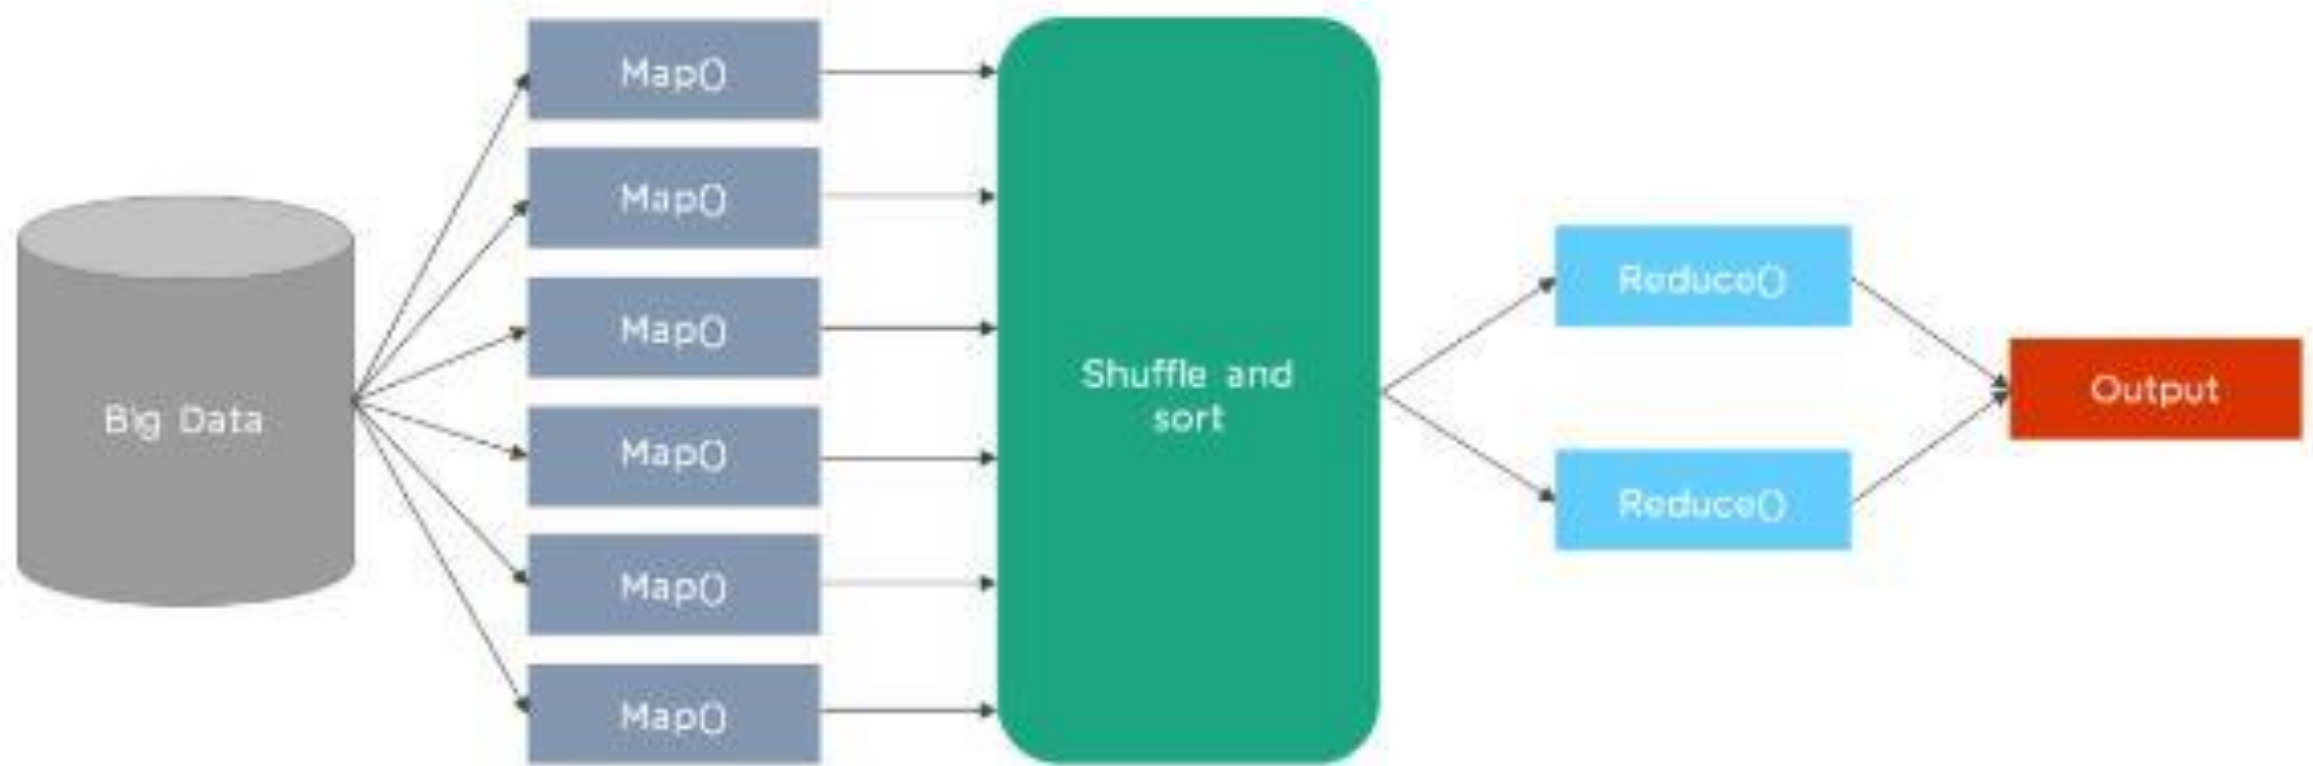 Big Data
Map()
Map()
Map()
Map()
Map()
Map()
Shuffle and
sort
Reduce()
Reduce()
Output